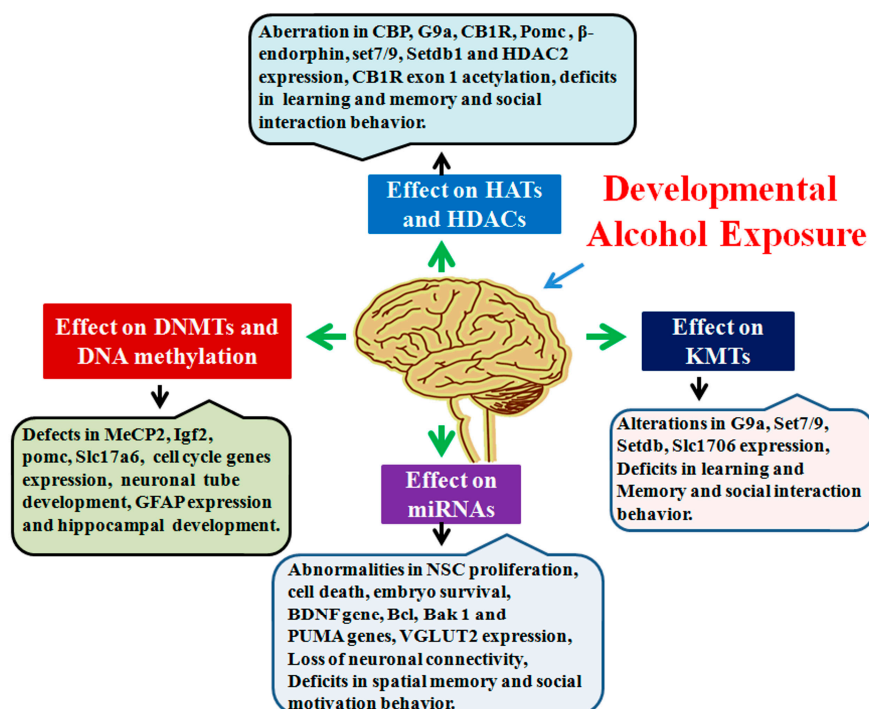 Aberration in CBP, G9a, CB1R, Pomc, β-
endorphin, set7/9, Setdb1 and HDAC2
expression, CB1R exon 1 acetylation, deficits
in learning and memory and social
interaction behavior.
Effect on HATs
and HDACs
Developmental
Alcohol Exposure
Effect on DNMTs and
DNA methylation
Effect on
KMTs
Defects in MeCP2, Igf2,
pomc, Slc17a6, cell cycle genes
expression, neuronal tube
development, GFAP expression
and hippocampal development.
Alterations in G9a, Set7/9,
Setdb, Slc1706 expression,
Deficits in learning and
Memory and social interaction
behavior.
Effect on
miRNAs
Abnormalities in NSC proliferation,
cell death, embryo survival,
BDNF gene, Bcl, Bak 1 and
PUMA genes, VGLUT2 expression,
Loss of neuronal connectivity,
Deficits in spatial memory and social
motivation behavior.